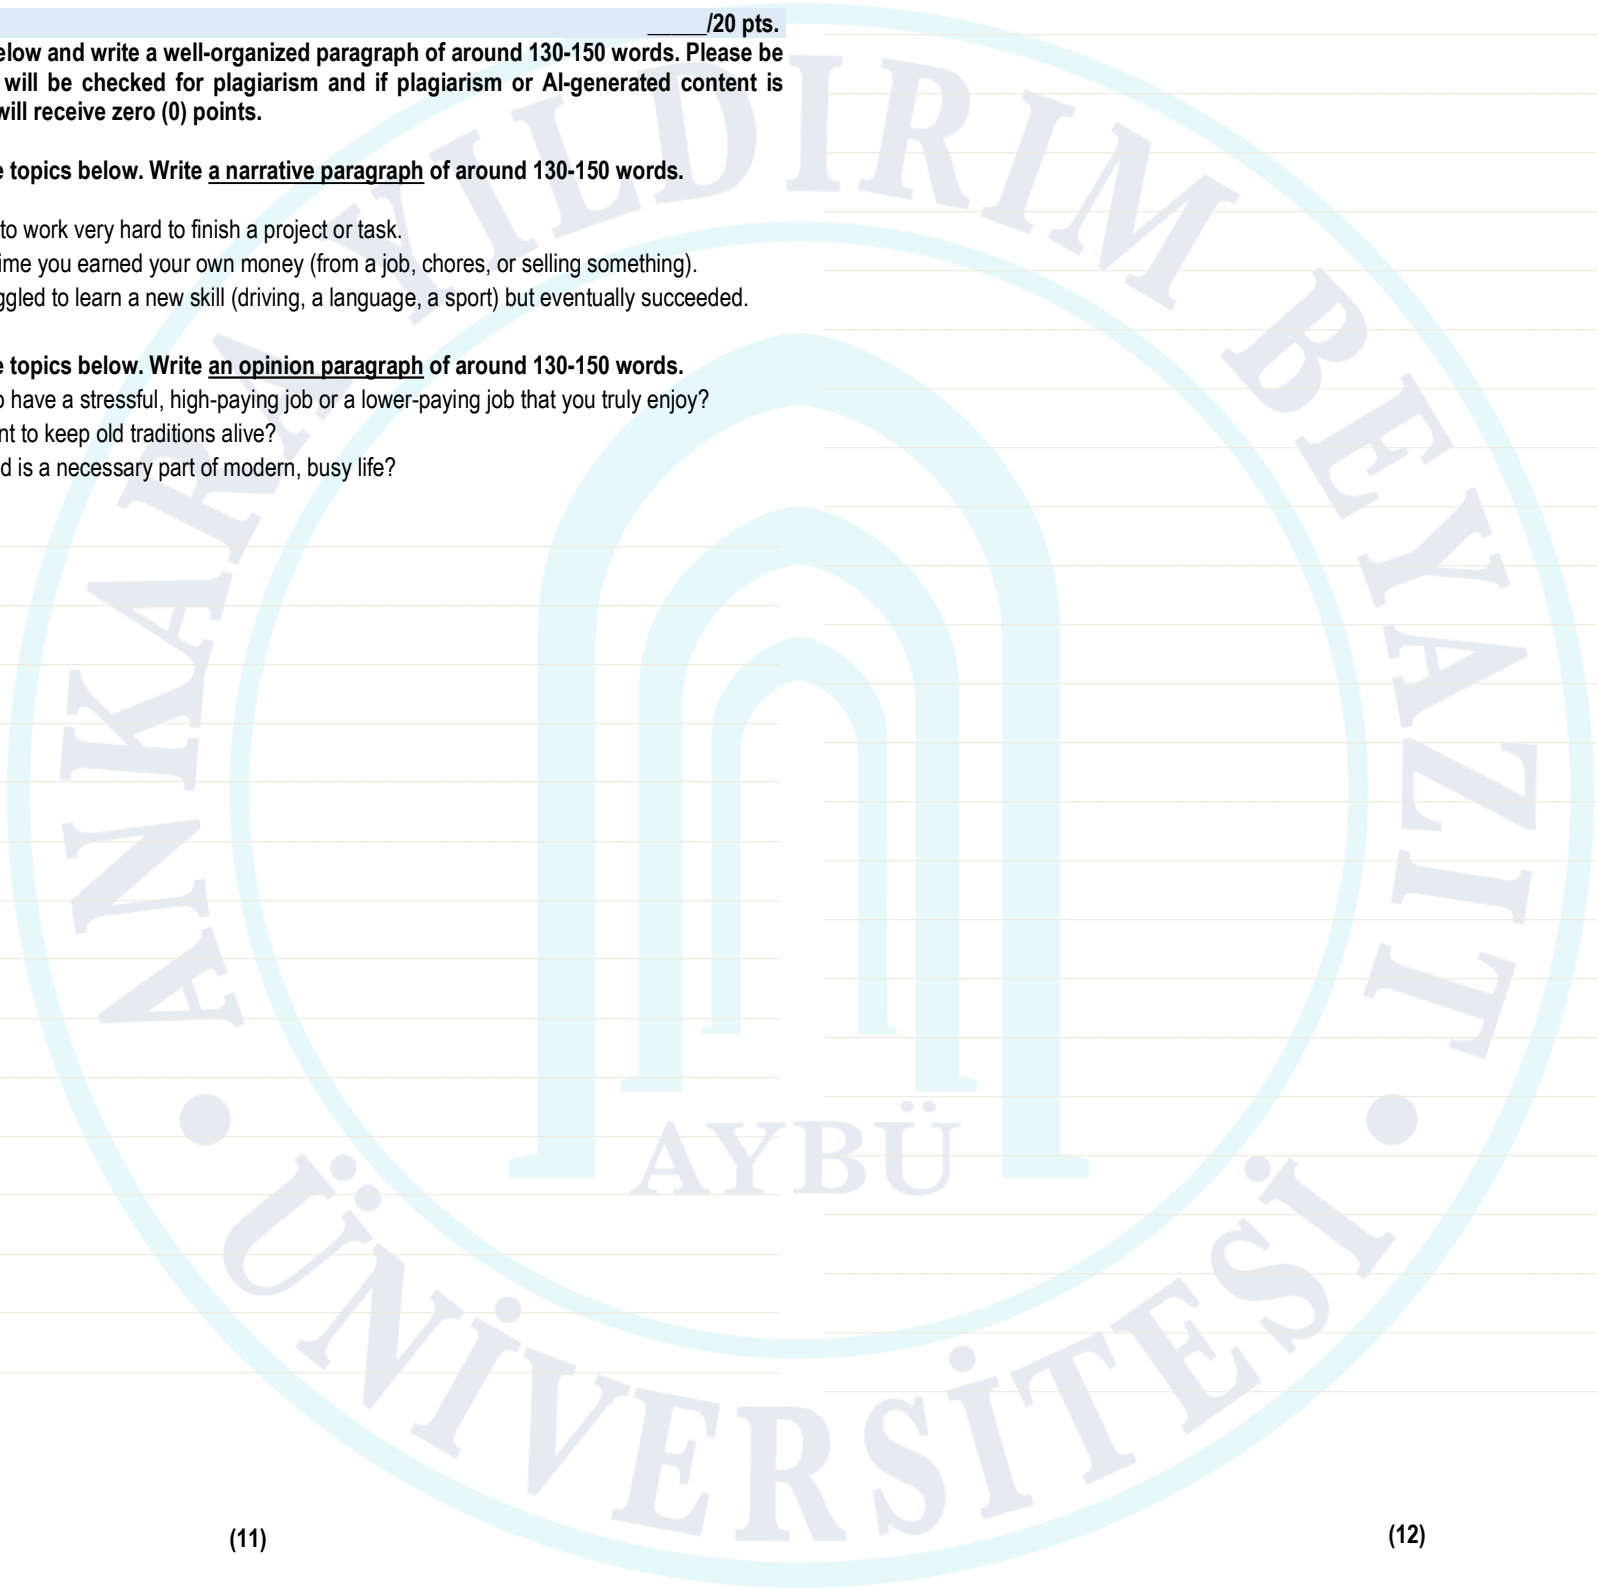 _____/20 pts.
elow and write a well-organized paragraph of around 130-150 words. Please be
will be checked for plagiarism and if plagiarism or AI-generated content is
will receive zero (0) points.
e topics below. Write a narrative paragraph of around 130-150 words.
to work very hard to finish a project or task.
ime you earned your own money (from a job, chores, or selling something).
ggled to learn a new skill (driving, a language, a sport) but eventually succeeded.
e topics below. Write an opinion paragraph of around 130-150 words.
o have a stressful, high-paying job or a lower-paying job that you truly enjoy?
nt to keep old traditions alive?
d is a necessary part of modern, busy life?
ANKARA YILDIRIM BEYAZIT
AYBÜ
ÜNİVERSİTESİ
(11)
(12)